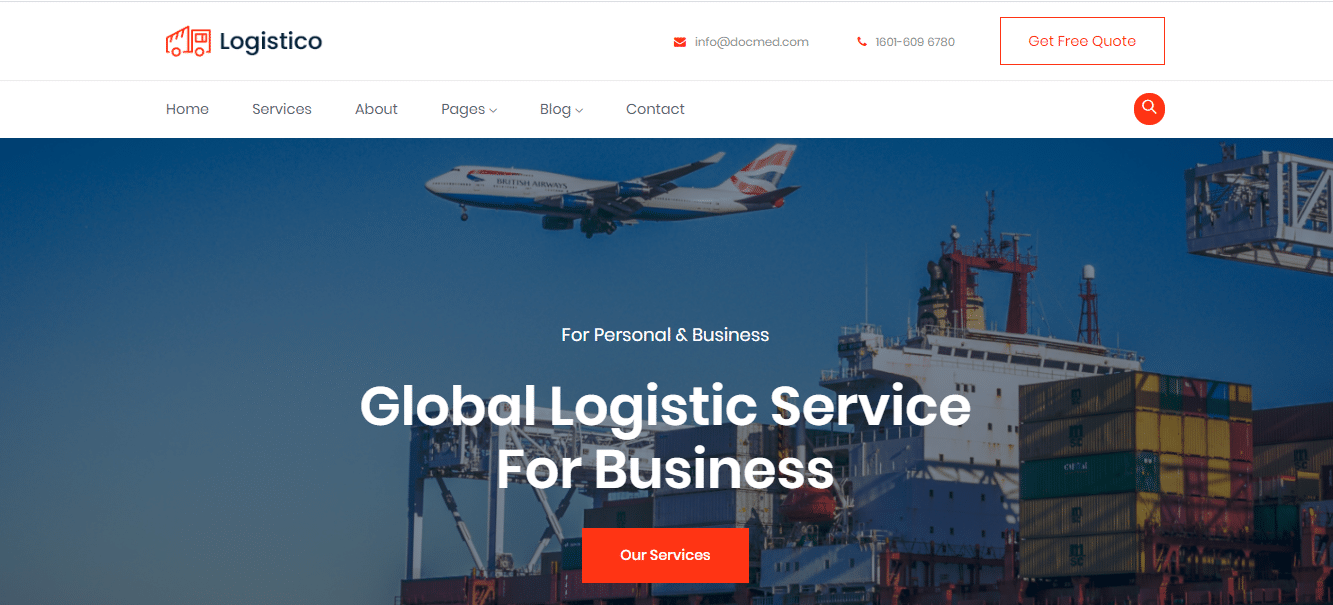 Logistico
info@docmed.com
1601-609 6780
Get Free Quote
Home
Services
About
Pages
Blog
Contact
BRITISH AIRWAYS
For Personal & Business
Global Logistic Service
For Business
CAPITAL
Our Services